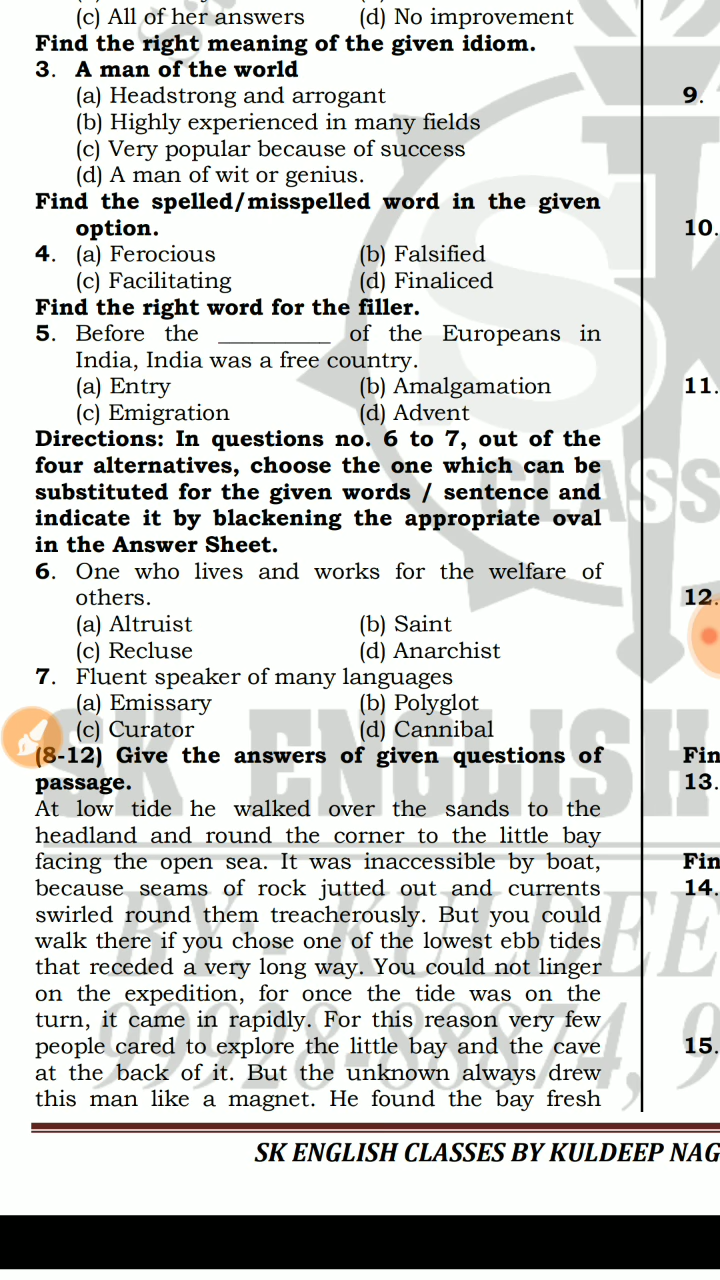 (c) All of her answers (d) No improvement
Find the right meaning of the given idiom.
3. A man of the world
(a) Headstrong and arrogant
(b) Highly experienced in many fields
(c) Very popular because of success
(d) A man of wit or genius.
Find the spelled/misspelled word in the given
option.
4. (a) Ferocious (b) Falsified
(c) Facilitating (d) Finaliced
Find the right word for the filler.
5. Before the __________ of the Europeans in
India, India was a free country.
(a) Entry (b) Amalgamation
(c) Emigration (d) Advent
Directions: In questions no. 6 to 7, out of the
four alternatives, choose the one which can be
substituted for the given words / sentence and
indicate it by blackening the appropriate oval
in the Answer Sheet.
6. One who lives and works for the welfare of
others.
(a) Altruist (b) Saint
(c) Recluse (d) Anarchist
7. Fluent speaker of many languages
(a) Emissary (b) Polyglot
(c) Curator (d) Cannibal
(8-12) Give the answers of given questions of
passage.
At low tide he walked over the sands to the
headland and round the corner to the little bay
facing the open sea. It was inaccessible by boat,
because seams of rock jutted out and currents
swirled round them treacherously. But you could
walk there if you chose one of the lowest ebb tides
that receded a very long way. You could not linger
on the expedition, for once the tide was on the
turn, it came in rapidly. For this reason very few
people cared to explore the little bay and the cave
at the back of it. But the unknown always drew
this man like a magnet. He found the bay fresh
9.
10.
11.
12.
Fin
13.
Fin
14.
15.
S
CLASS
SK ENGLISH
BY:- KULDEE
99928-88874, 9
SK ENGLISH CLASSES BY KULDEEP NAG